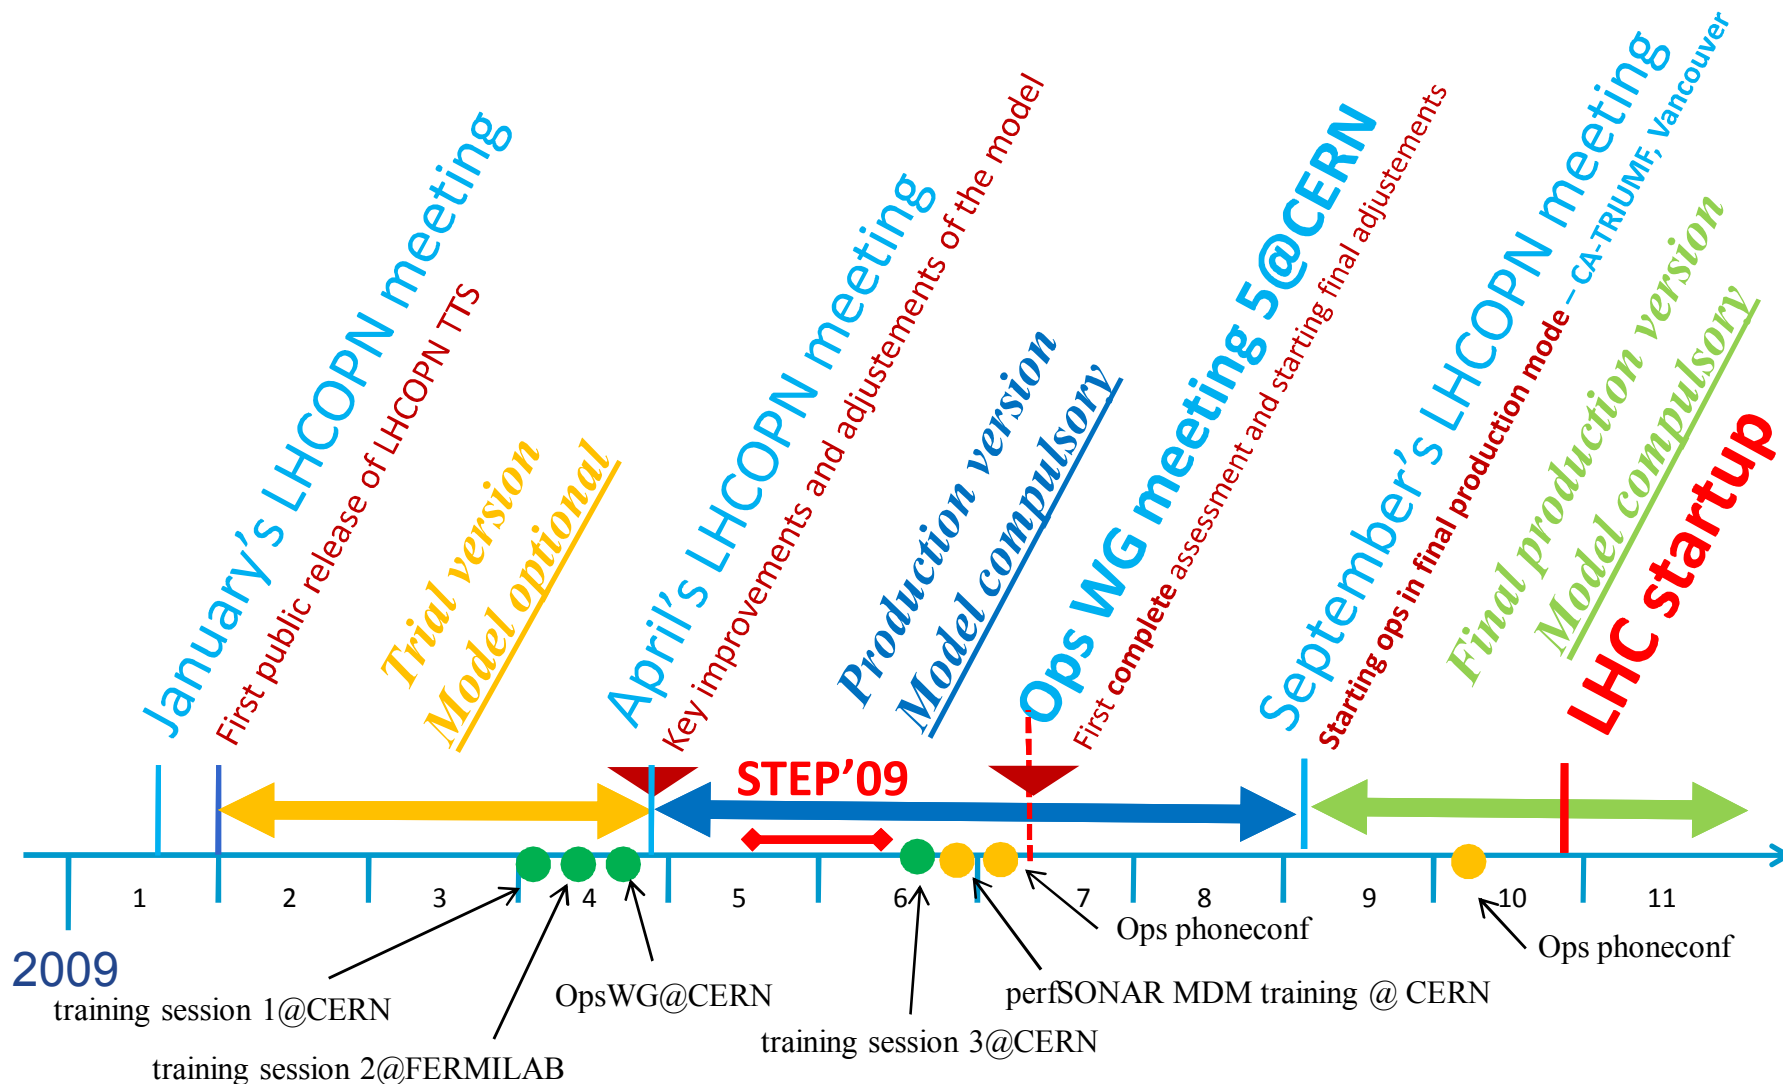 January's LHCOPN meeting
First public release of LHCOPN TTS
Trial version
Model optional
April's LHCOPN meeting
Key improvements and adjustements of the model
Production version
Model compulsory
Ops WG meeting 5@CERN
First complete assessment and starting final adjustements
September's LHCOPN meeting
Starting ops in final production mode – CA-TRIUMF, Vancouver
Final production version
Model compulsory
LHC startup
STEP'09
1 2 3 4 5 6 7 8 9 10 11
2009
training session 1@CERN
training session 2@FERMILAB
OpsWG@CERN
training session 3@CERN
perfSONAR MDM training @ CERN
Ops phoneconf
Ops phoneconf